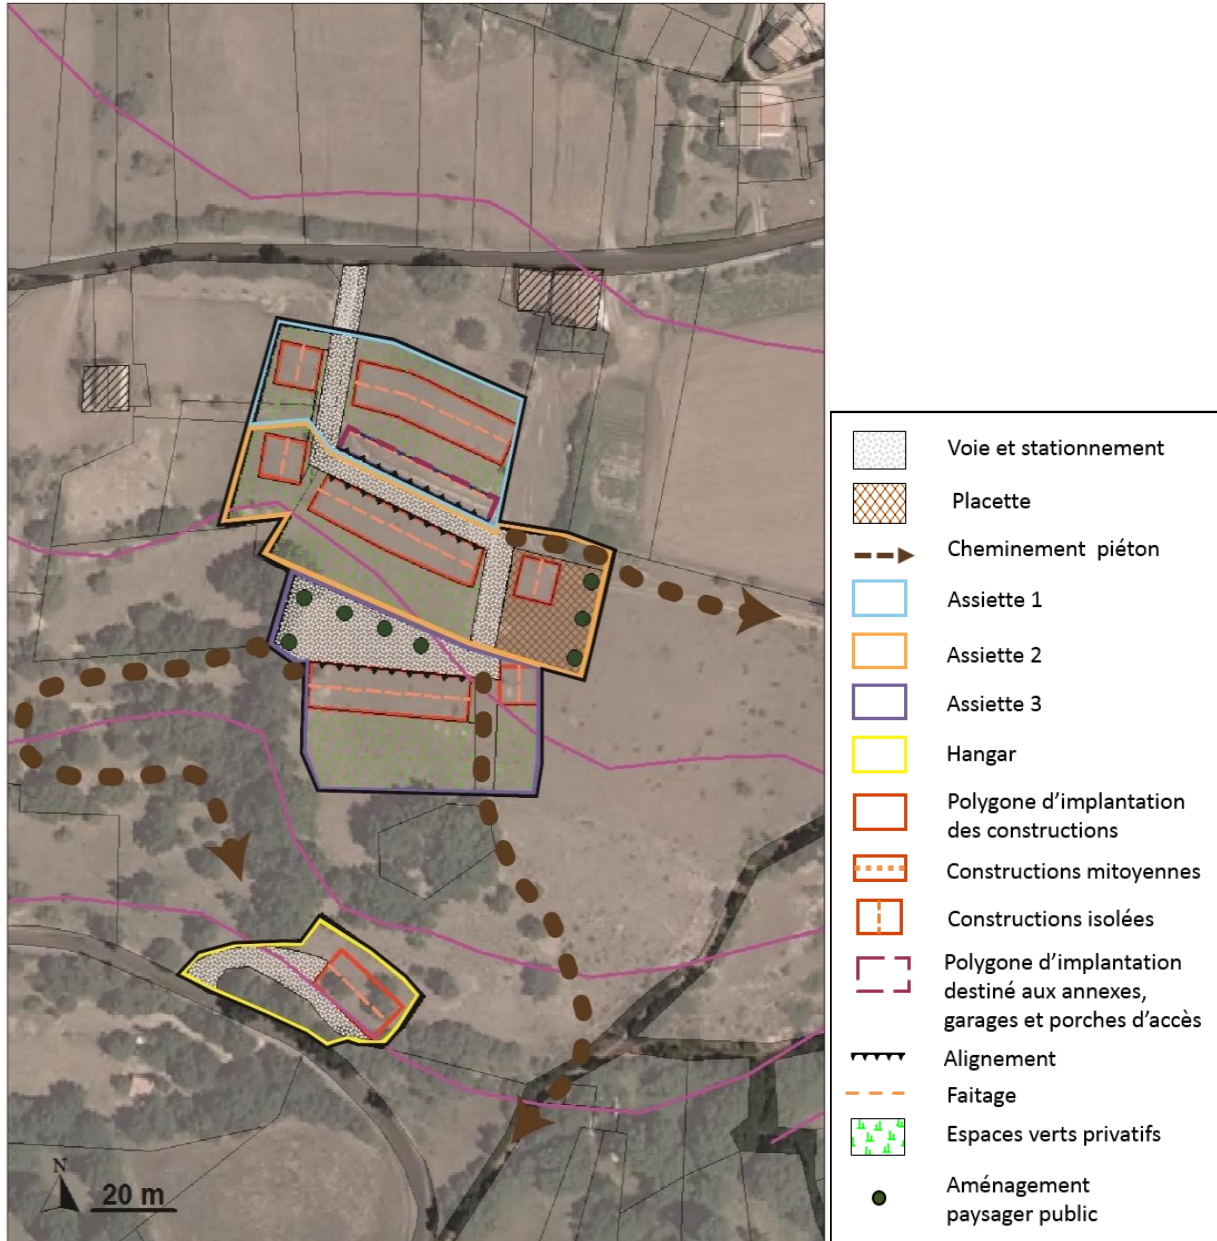 N
20 m
Voie et stationnement
Placette
Cheminement piéton
Assiette 1
Assiette 2
Assiette 3
Hangar
Polygone d'implantation
des constructions
Constructions mitoyennes
Constructions isolées
Polygone d'implantation
destiné aux annexes,
garages et porches d'accès
Alignement
Faitage
Espaces verts privatifs
Aménagement
paysager public